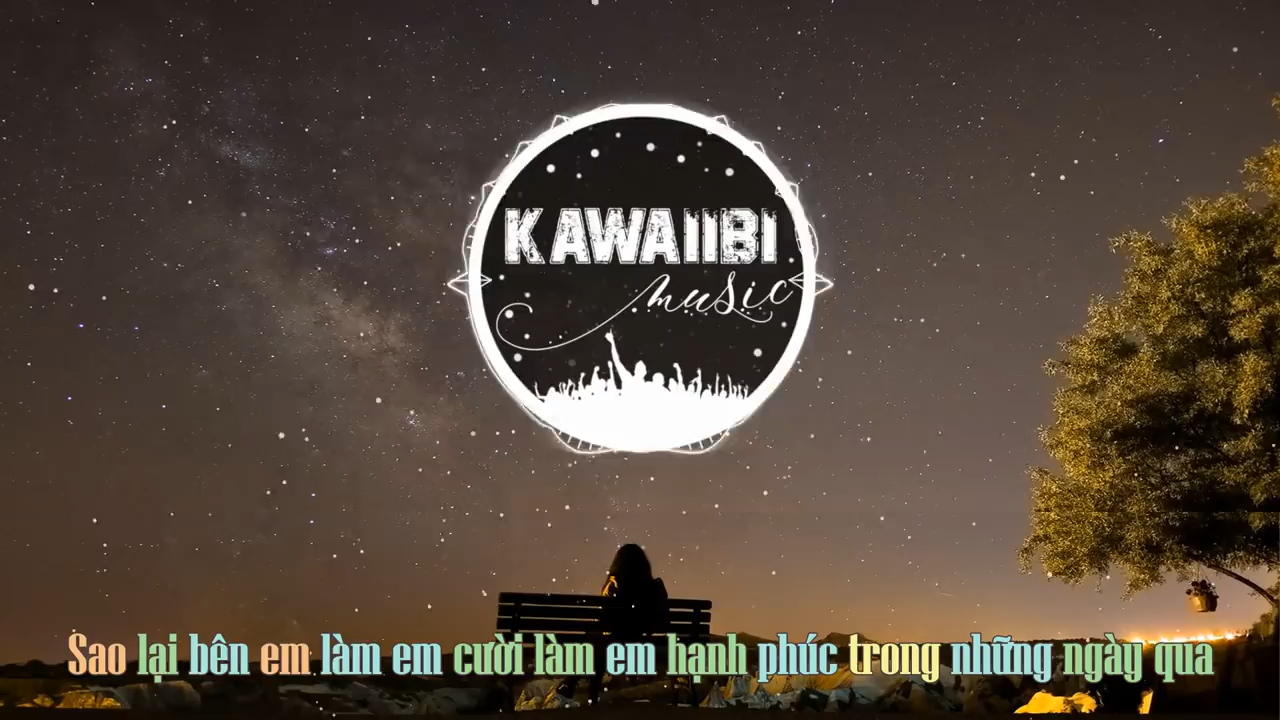 KAWAIIBI
music
Sao lại bên em làm em cười làm em hạnh phúc trong những ngày qua